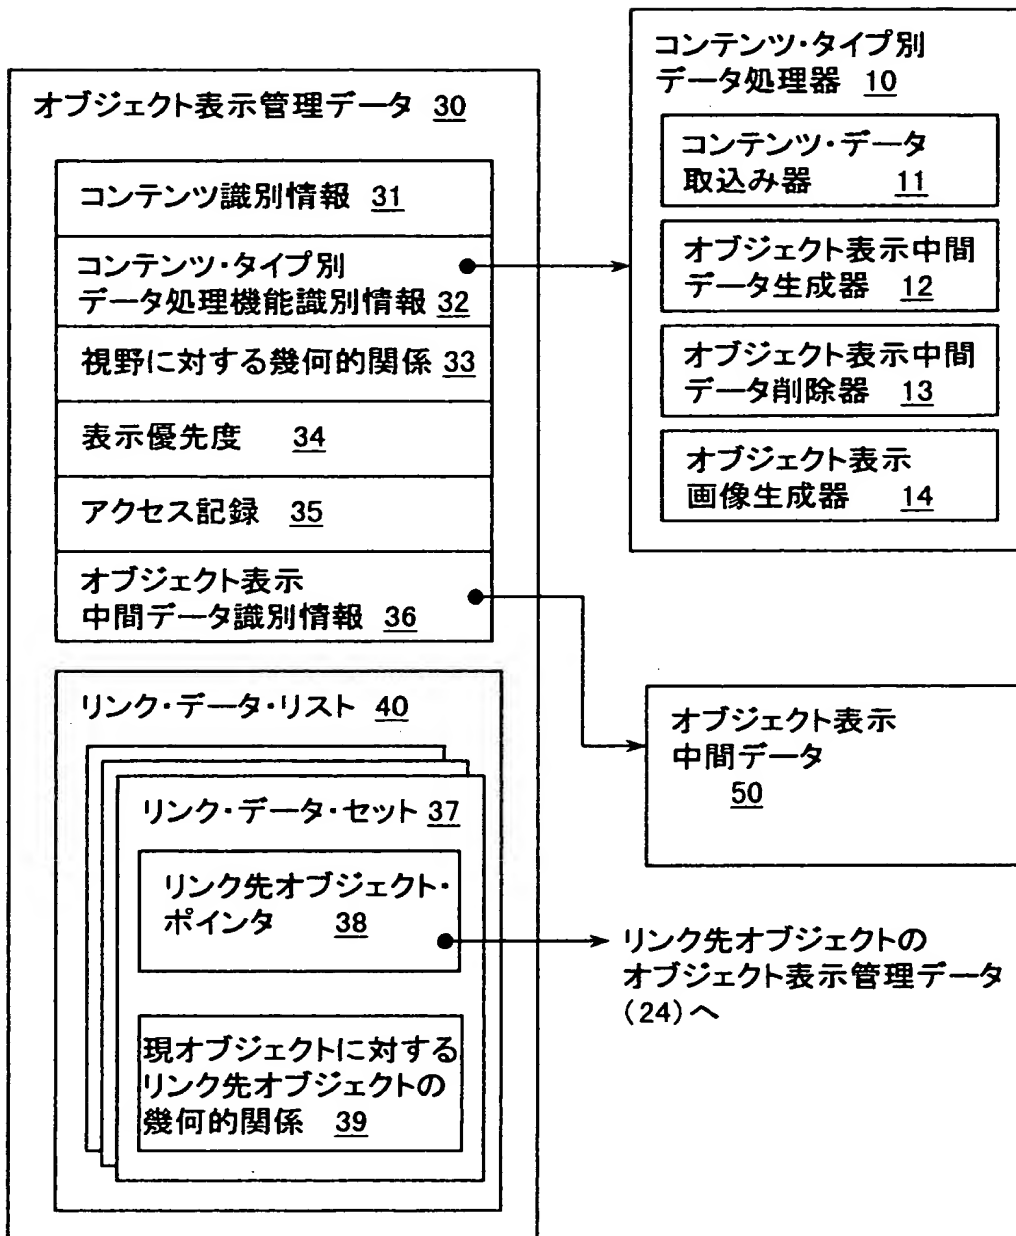 オブジェクト表示管理データ 30
コンテンツ識別情報 31
コンテンツ・タイプ別
データ処理機能識別情報 32
視野に対する幾何的関係 33
表示優先度 34
アクセス記録 35
オブジェクト表示
中間データ識別情報 36
リンク・データ・リスト 40
リンク・データ・セット 37
リンク先オブジェクト・
ポインタ 38
現オブジェクトに対する
リンク先オブジェクトの
幾何的関係 39
コンテンツ・タイプ別
データ処理器 10
コンテンツ・データ
取込み器 11
オブジェクト表示中間
データ生成器 12
オブジェクト表示中間
データ削除器 13
オブジェクト表示
画像生成器 14
オブジェクト表示
中間データ
50
リンク先オブジェクトの
オブジェクト表示管理データ
(24)へ